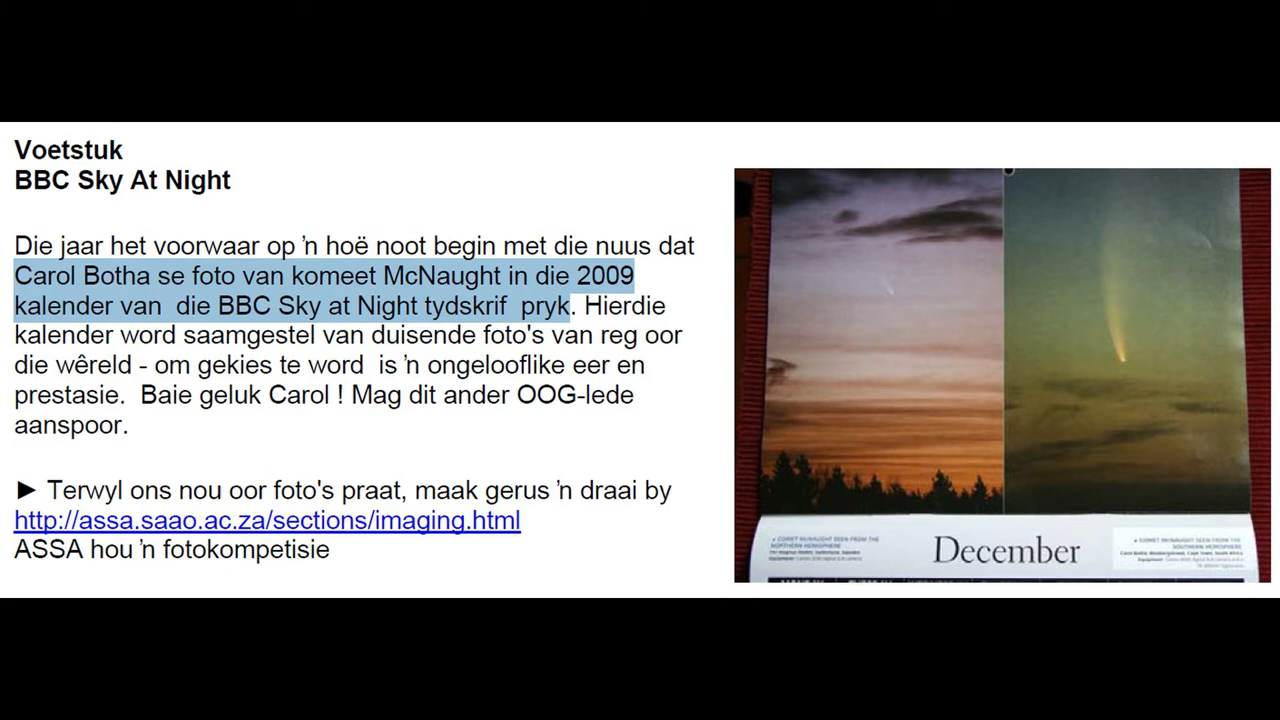 Voetstuk
BBC Sky At Night
Die jaar het voorwaar op 'n hoë noot begin met die nuus dat
Carol Botha se foto van komeet McNaught in die 2009
kalender van die BBC Sky at Night tydskrif pryk. Hierdie
kalender word saamgestel van duisende foto's van reg oor
die wêreld - om gekies te word is 'n ongelooflike eer en
prestasie. Baie geluk Carol ! Mag dit ander OOG-lede
aanspoor.
► Terwyl ons nou oor foto's praat, maak gerus 'n draai by
http://assa.saao.ac.za/sections/imaging.html
ASSA hou 'n fotokompetisie
COMET McNAUGHT SEEN FROM THE
NORTHERN HEMISPHERE
December
COMET McNAUGHT SEEN FROM THE
SOUTHERN HEMISPHERE